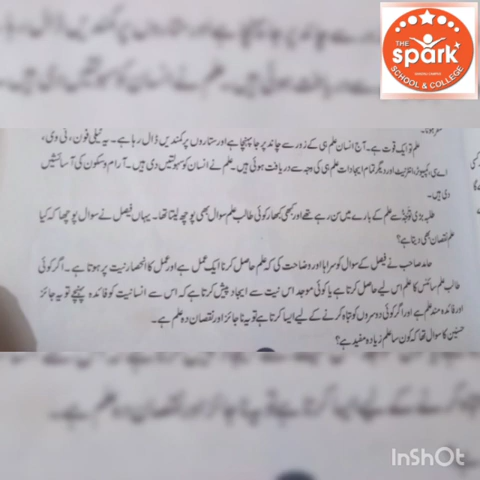 THE
spark
SCHOOL & COLLEGE
علم تو ایک قوت ہے۔ آج انسان علم ہی کے زور سے چاند پر جا پہنچا ہے اور ستاروں پر کمندیں ڈال رہا ہے۔ یہ ٹیلی فون، ٹی وی،
اے سی، کمپیوٹر، انٹرنیٹ اور دیگر تمام ایجادات علم ہی کی وجہ سے دریافت ہوئی ہیں۔ علم نے انسان کو سہولتیں دی ہیں۔ آرام و سکون کی آسائشیں
دی ہیں۔
طلبہ بڑی توجہ سے علم کے بارے میں سن رہے تھے اور کبھی کبھار کوئی طالب علم سوال بھی پوچھ لیتا تھا۔ یہاں فیصل نے سوال پوچھا کہ کیا
علم نقصان بھی دیتا ہے؟
حامد صاحب نے فیصل کے سوال کو سراہا اور وضاحت کی کہ علم حاصل کرنا ایک عمل ہے اور عمل کا انحصار نیت پر ہوتا ہے۔ اگر کوئی
طالب علم سائنس کا علم اس لیے حاصل کرتا ہے یا کوئی موجد اس نیت سے ایجاد پیش کرتا ہے کہ اس سے انسانیت کو فائدہ پہنچے تو یہ جائز
اور فائدہ مند علم ہے اور اگر کوئی دوسروں کو تباہ کرنے کے لیے ایسا کرتا ہے تو یہ ناجائز اور نقصان دہ علم ہے۔
حسنین کا سوال تھا کہ کون سا علم زیادہ مفید ہے؟
InShOt